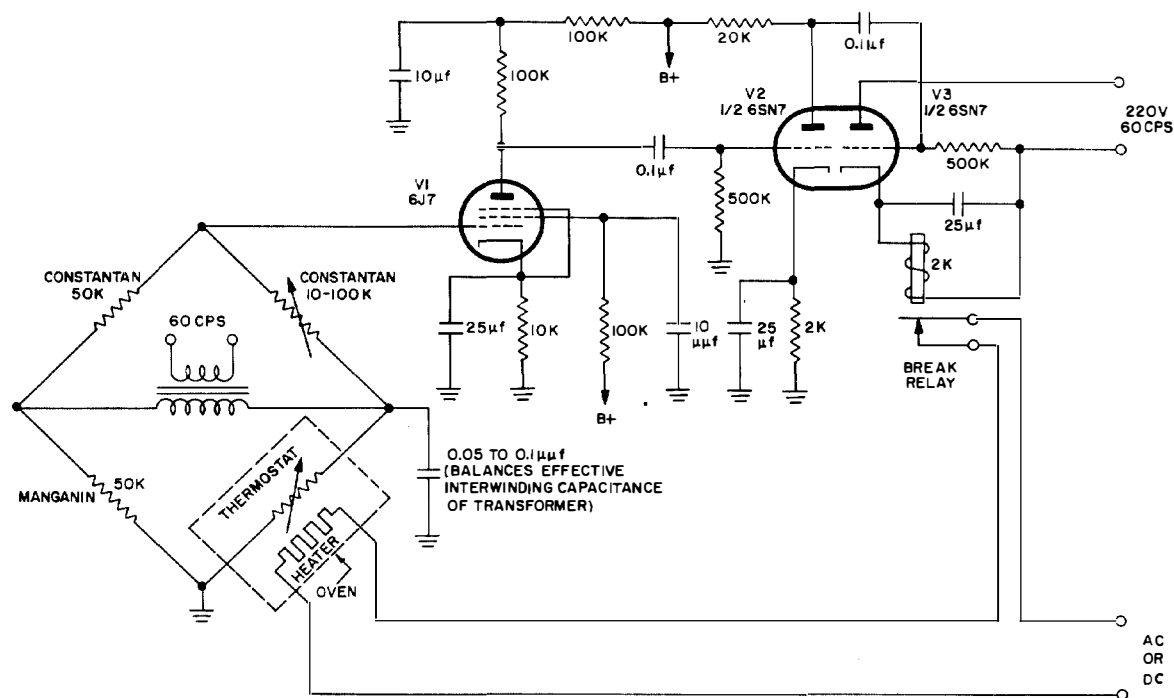 100K
20K
0.1µf
10µf
100K
B+
V2
1/2 6SN7
V3
1/2 6SN7
220V
60CPS
V1
6J7
0.1µf
500K
500K
25µf
CONSTANTAN
50K
CONSTANTAN
10-100K
2K
60 CPS
25µf
10K
100K
10
µµf
25
µf
2K
BREAK
RELAY
B+
MANGANIN
50K
THERMOSTAT
0.05 TO 0.1µµf
(BALANCES EFFECTIVE
INTERWINDING CAPACITANCE
OF TRANSFORMER)
HEATER
OVEN
AC
OR
DC